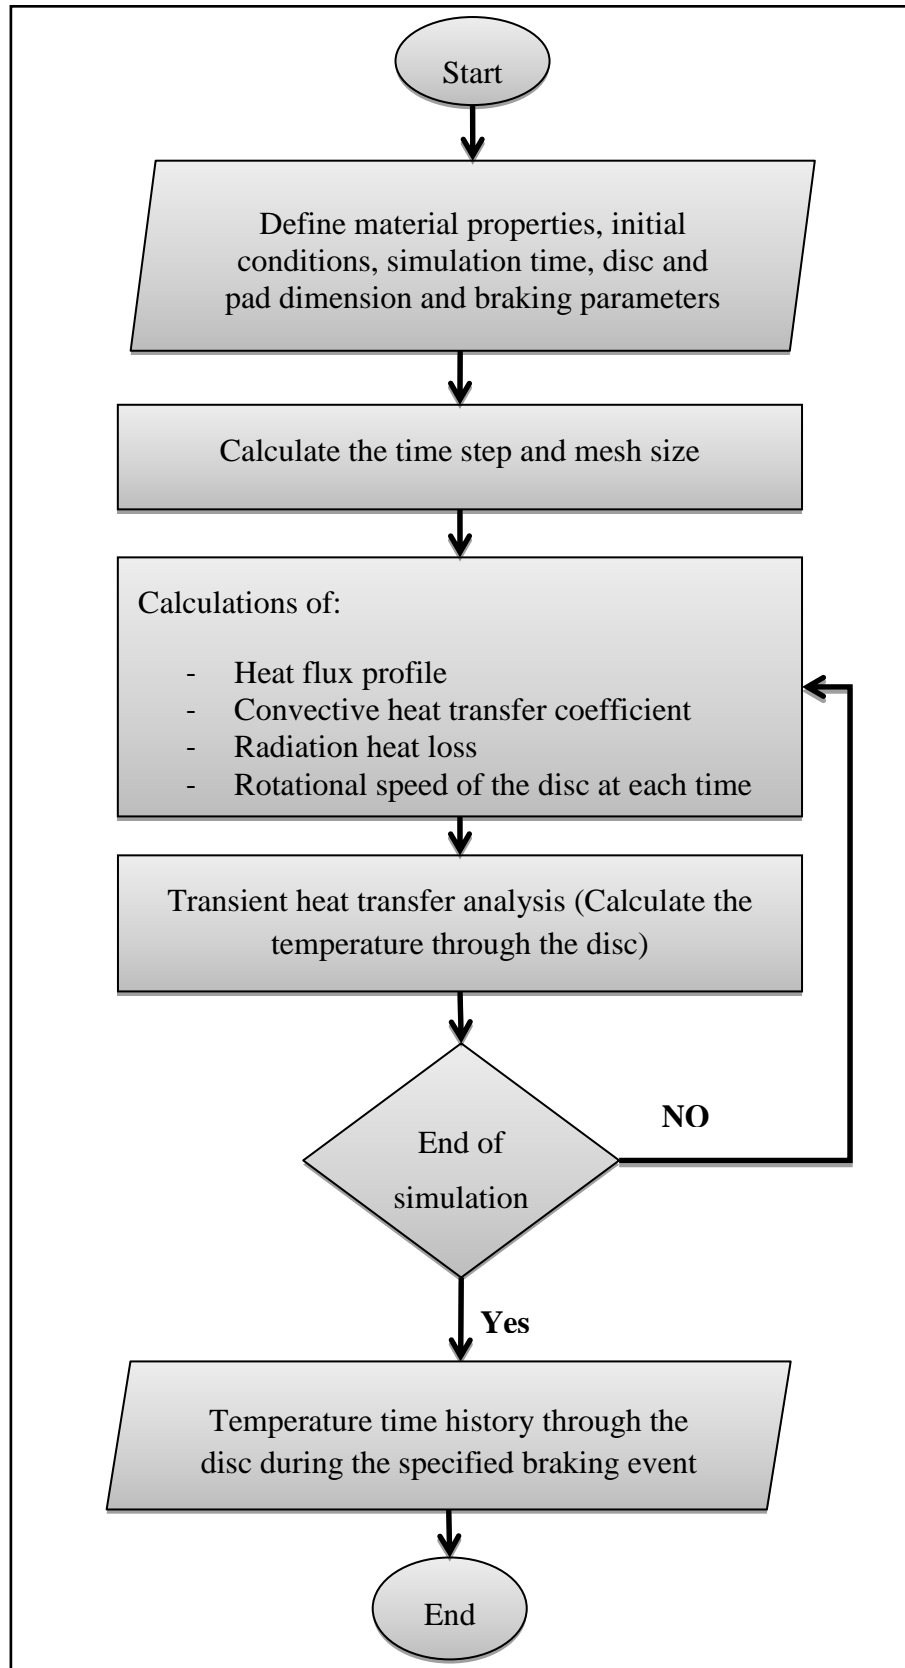 Start
Define material properties, initial
conditions, simulation time, disc and
pad dimension and braking parameters
Calculate the time step and mesh size
Calculations of:
- Heat flux profile
- Convective heat transfer coefficient
- Radiation heat loss
- Rotational speed of the disc at each time
Transient heat transfer analysis (Calculate the
temperature through the disc)
End of
simulation
NO
Yes
Temperature time history through the
disc during the specified braking event
End